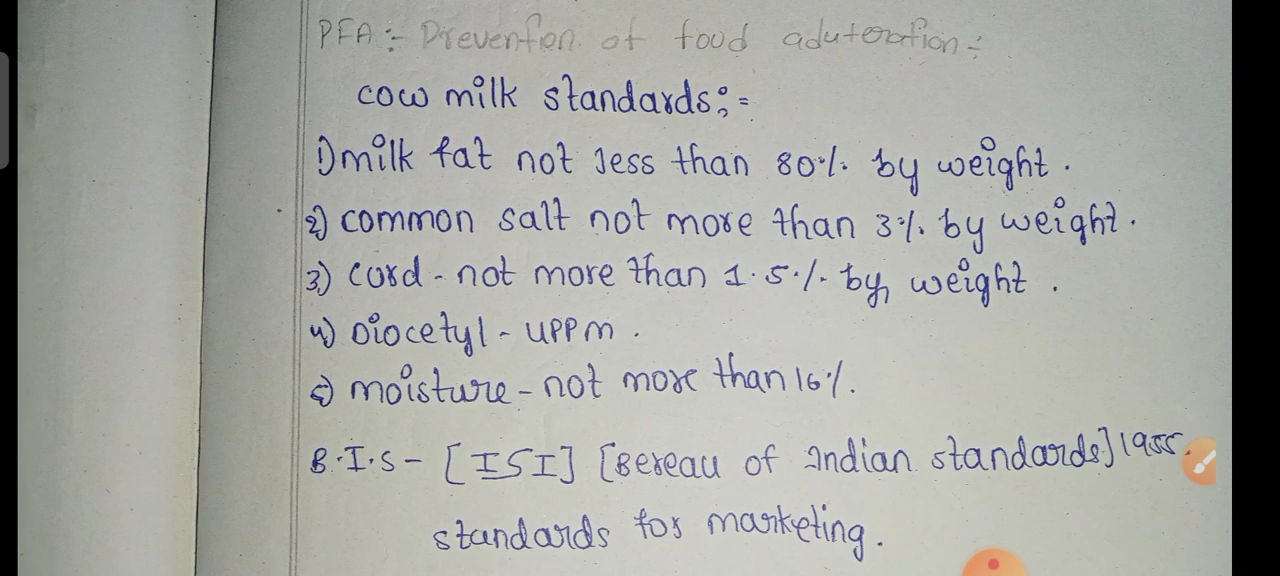 PFA :- Prevention of food aduteration :-
cow milk standards ; =
1) milk fat not less than 80% by weight.
2) common salt not more than 3% by weight.
3) curd - not more than 1.5% by weight.
4) Diocetyl - 4PPm.
5) moisture - not more than 16%.
B.I.S - [ISI] [Bereau of Indian standards] 1955.
standards for marketing.